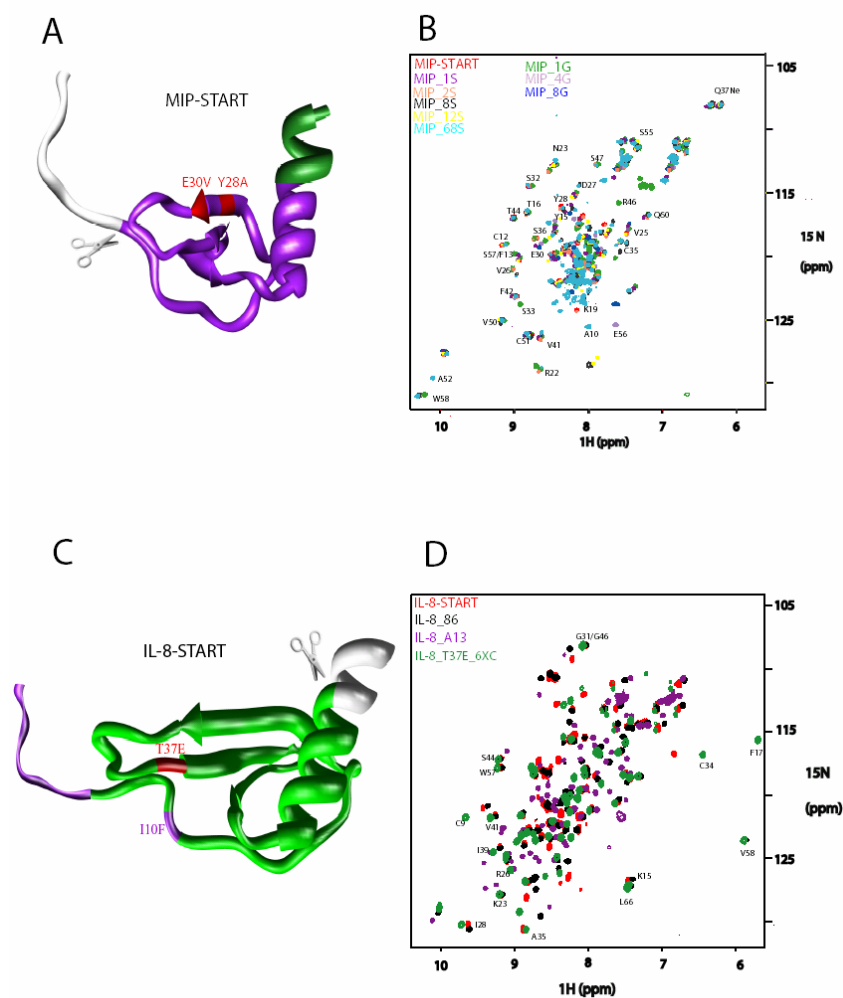 A
MIP-START
E30V Y28A
B
MIP-START
MIP_1S
MIP_2S
MIP_8S
MIP_12S
MIP_68S
MIP_1G
MIP_4G
MIP_8G
Q37Ne
S55
N23
S47
S32
D27
T16
Y28
R46
T44
Y15
Q60
C12
S36
V25
S57/F13
E30
C35
V26
F42
S33
K19
V50
A10
E56
C51
V41
R22
A52
W58
105
115
125
15 N
(ppm)
10
9
8
7
6
1H (ppm)
C
IL-8-START
T37E
I10F
D
IL-8-START
IL-8_86
IL-8_A13
IL-8_T37E_6XC
G31/G46
S44
W57
C34
F17
C9
V41
V58
I39
R26
K15
K23
L66
I28
A35
105
115
125
15N
(ppm)
10
9
8
7
6
1H (ppm)